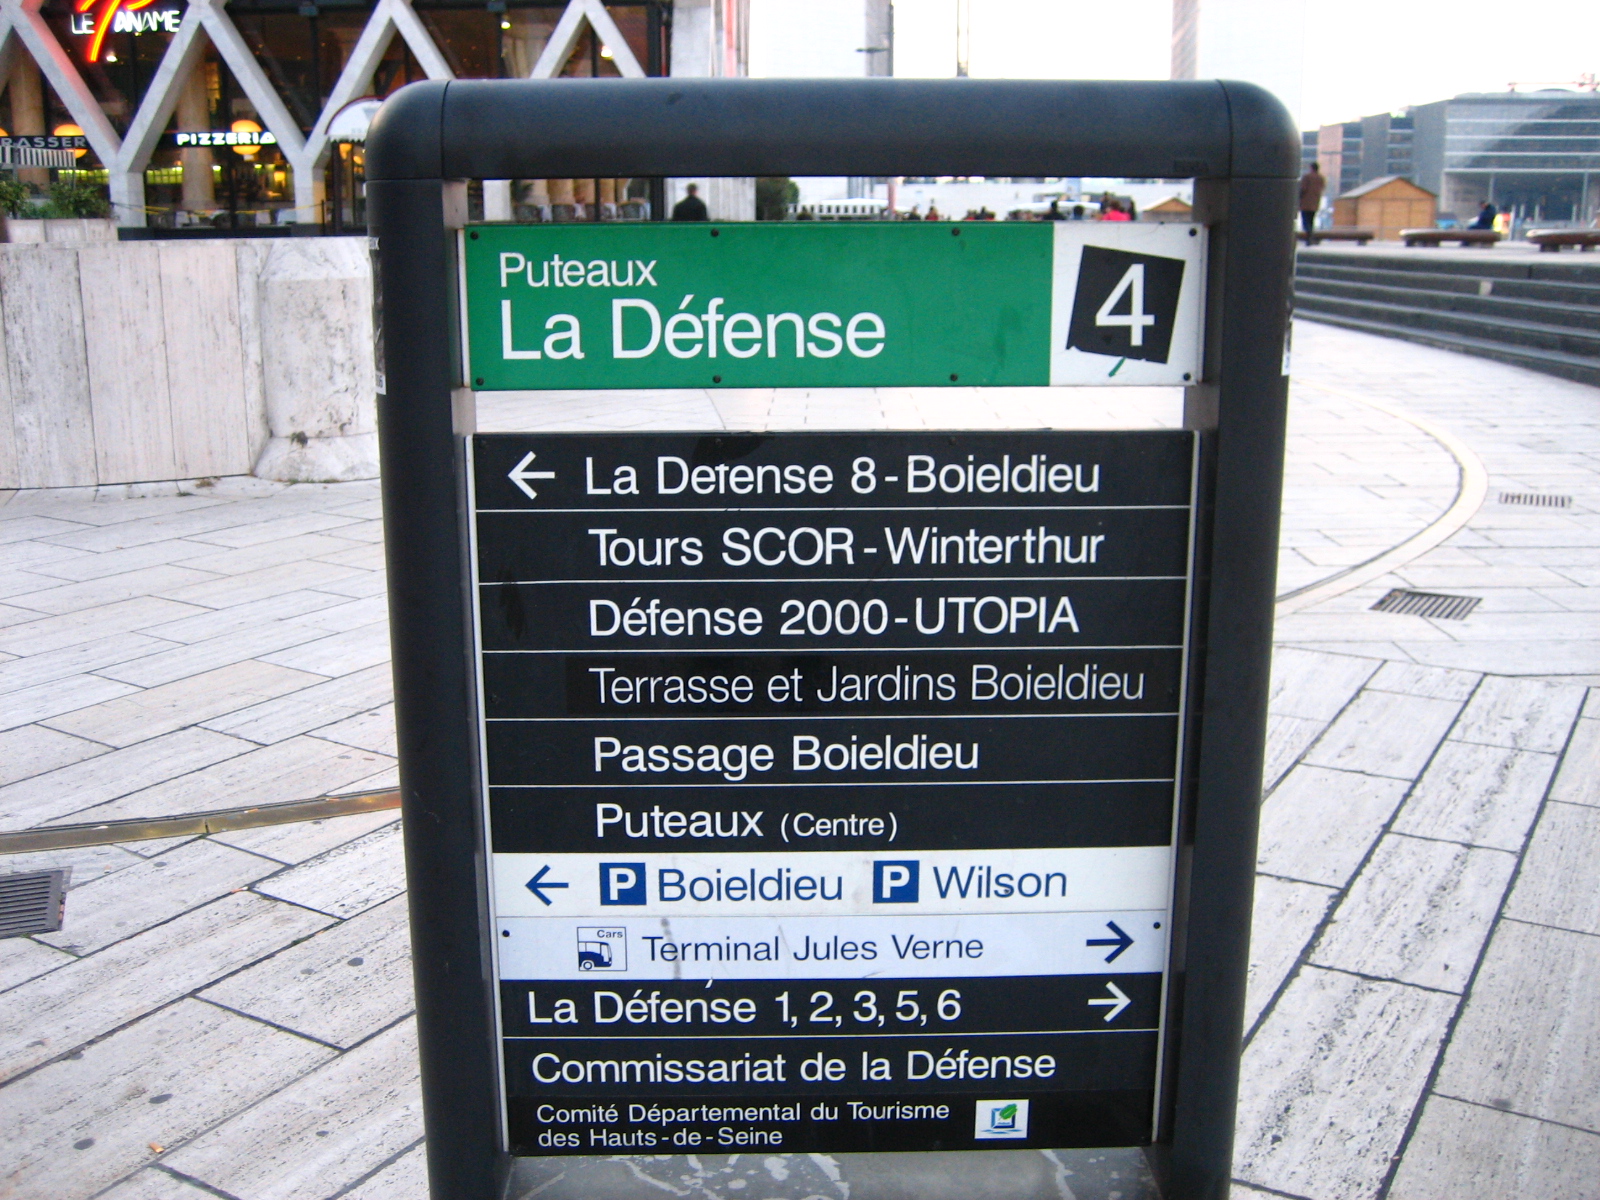 LE PANAME
PIZZERIA
RASSER
Puteaux
La Défense
4
← La Defense 8 - Boieldieu
Tours SCOR - Winterthur
Défense 2000 - UTOPIA
Terrasse et Jardins Boieldieu
Passage Boieldieu
Puteaux (Centre)
← P Boieldieu P Wilson
Cars Terminal Jules Verne →
La Défense 1, 2, 3, 5, 6 →
Commissariat de la Défense
Comité Départemental du Tourisme
des Hauts-de-Seine